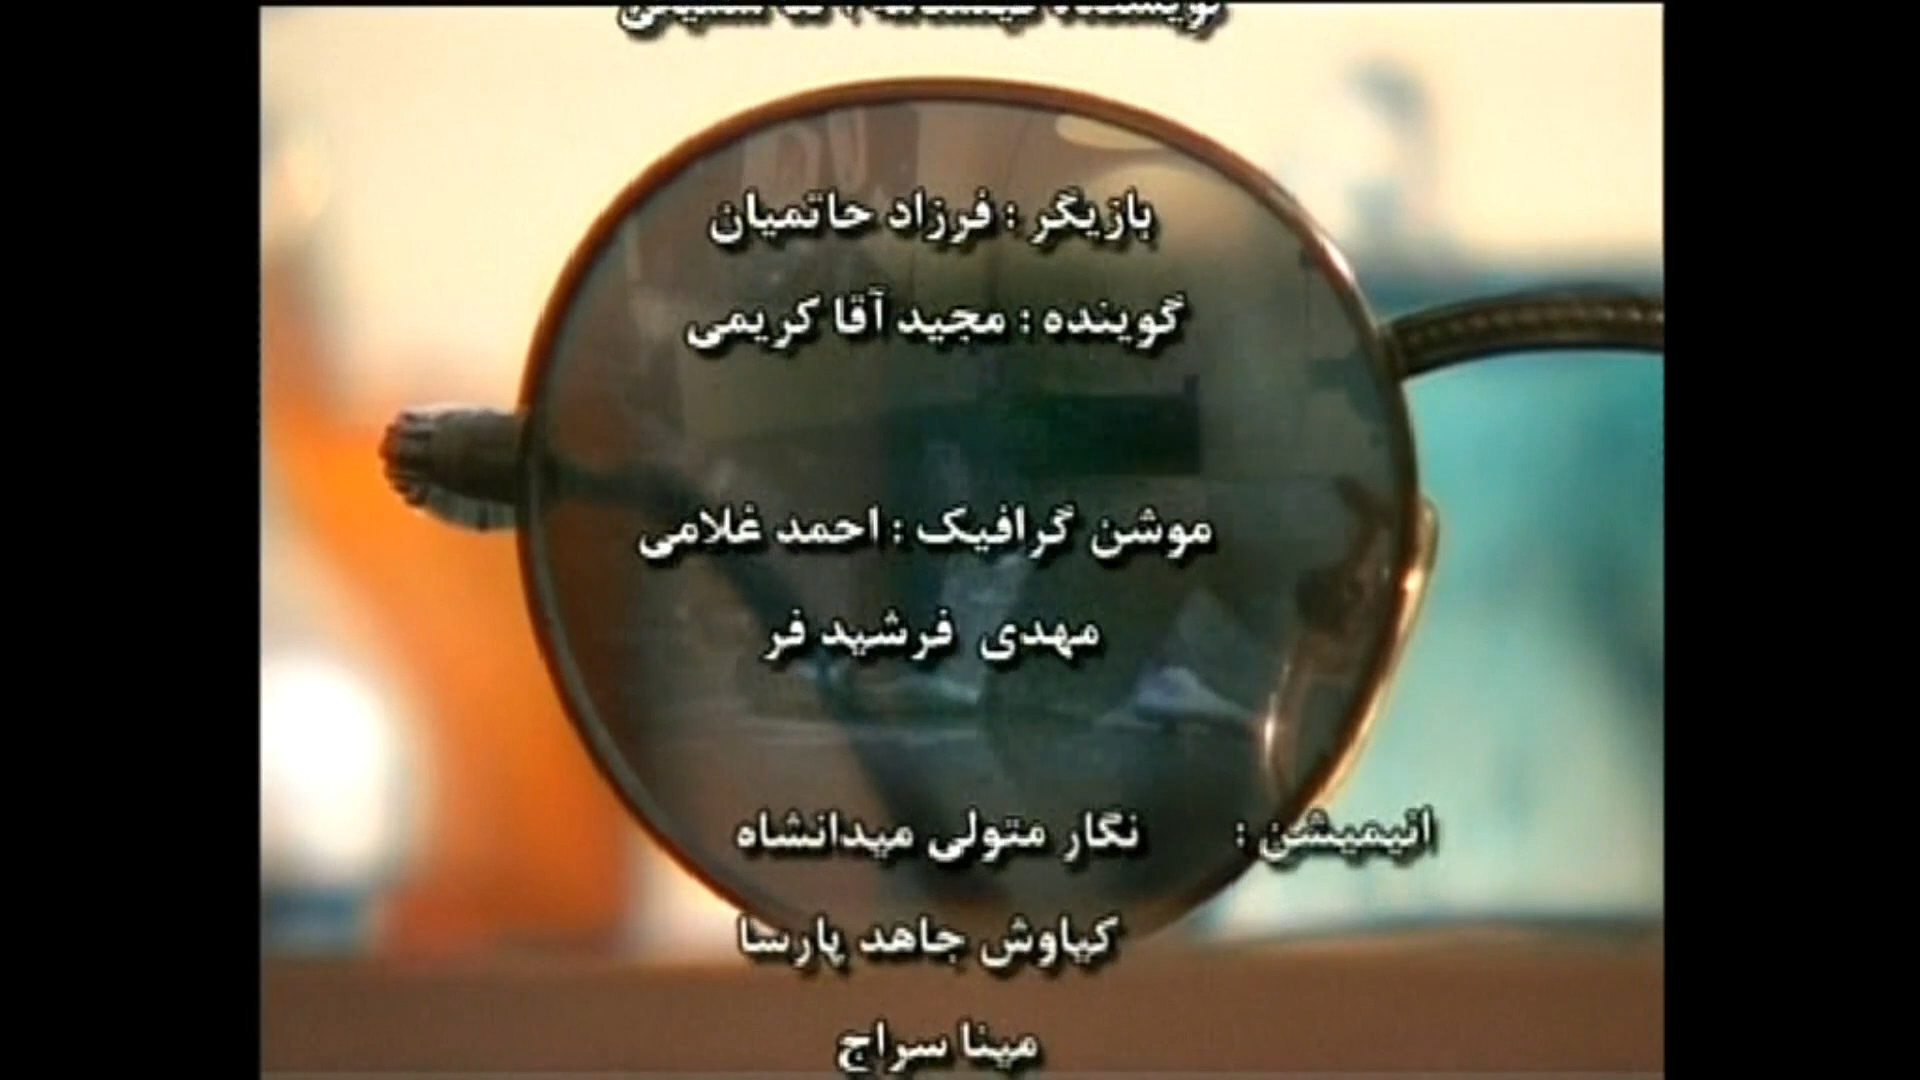 بازیگر : فرزاد حاتمیان
گوینده : مجید آقا کریمی
موشن گرافیک : احمد غلامی
مهدی فرشید فر
انیمیشن : نگار متولی میدانشاه
کیاوش جاهد پارسا
مینا سراج